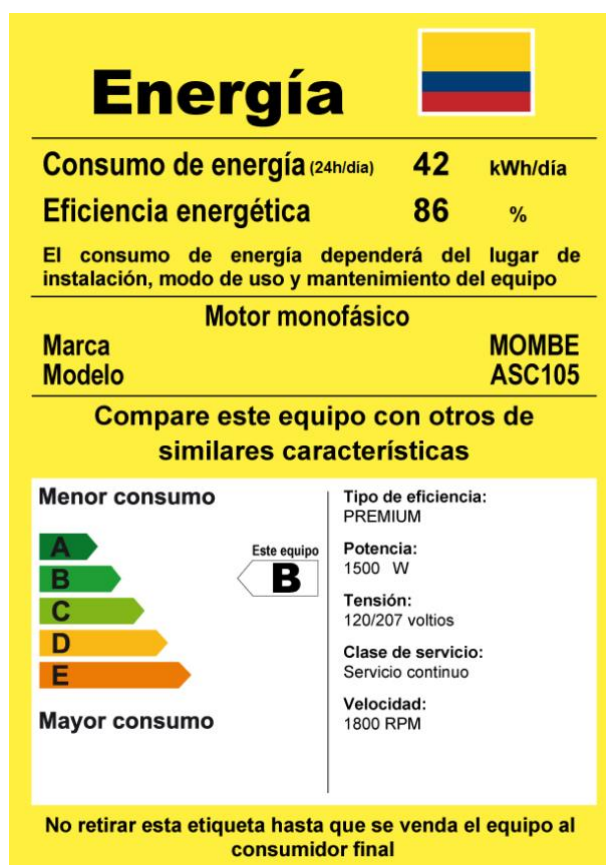 Energía
Consumo de energía (24h/día) 42 kWh/día
Eficiencia energética 86 %
El consumo de energía dependerá del lugar de
instalación, modo de uso y mantenimiento del equipo
Motor monofásico
Marca MOMBE
Modelo ASC105
Compare este equipo con otros de
similares características
Menor consumo
A
B
C
D
E
Mayor consumo
Este equipo
B
Tipo de eficiencia:
PREMIUM
Potencia:
1500 W
Tensión:
120/207 voltios
Clase de servicio:
Servicio continuo
Velocidad:
1800 RPM
No retirar esta etiqueta hasta que se venda el equipo al
consumidor final